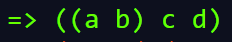 => ((a b) c d)